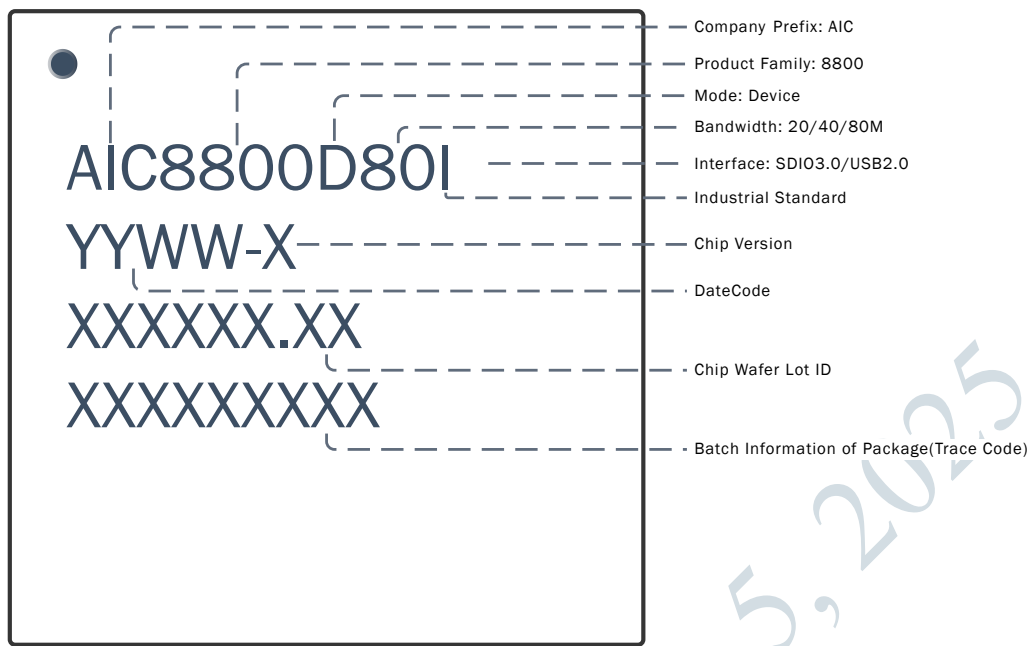 Company Prefix: AIC
Product Family: 8800
Mode: Device
Bandwidth: 20/40/80M
AIC8800D80I
Interface: SDIO3.0/USB2.0
Industrial Standard
YYWW-X
Chip Version
DateCode
XXXXXX.XX
Chip Wafer Lot ID
XXXXXXXXX
Batch Information of Package(Trace Code)
5, 2025